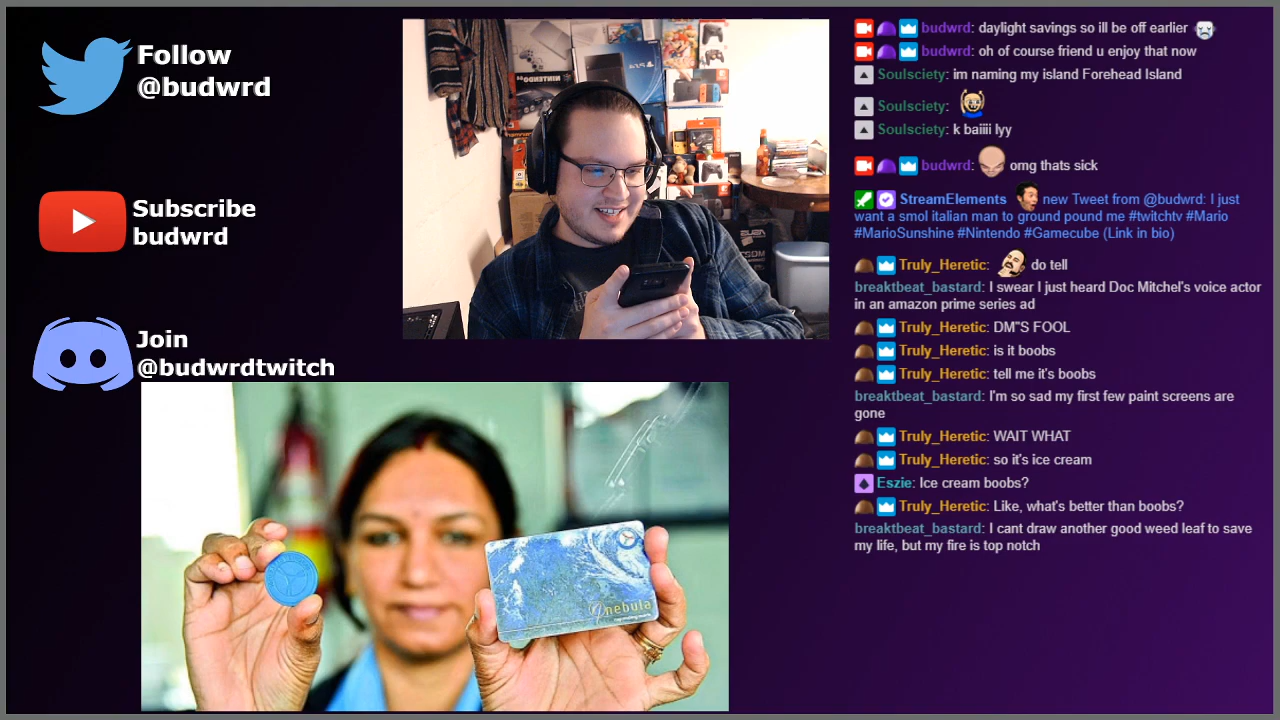 Follow
@budwrd
Subscribe
budwrd
Join
@budwrdtwitch
nebula
budwrd: daylight savings so ill be off earlier
budwrd: oh of course friend u enjoy that now
Soulsciety: im naming my island Forehead Island
Soulsciety:
Soulsciety: k baiiii lyy
budwrd: omg thats sick
StreamElements new Tweet from @budwrd: I just
want a smol italian man to ground pound me #twitchtv #Mario
#MarioSunshine #Nintendo #Gamecube (Link in bio)
Truly_Heretic: do tell
breaktbeat_bastard: I swear I just heard Doc Mitchel's voice actor
in an amazon prime series ad
Truly_Heretic: DM"S FOOL
Truly_Heretic: is it boobs
Truly_Heretic: tell me it's boobs
breaktbeat_bastard: I'm so sad my first few paint screens are
gone
Truly_Heretic: WAIT WHAT
Truly_Heretic: so it's ice cream
Eszie: Ice cream boobs?
Truly_Heretic: Like, what's better than boobs?
breaktbeat_bastard: I cant draw another good weed leaf to save
my life, but my fire is top notch